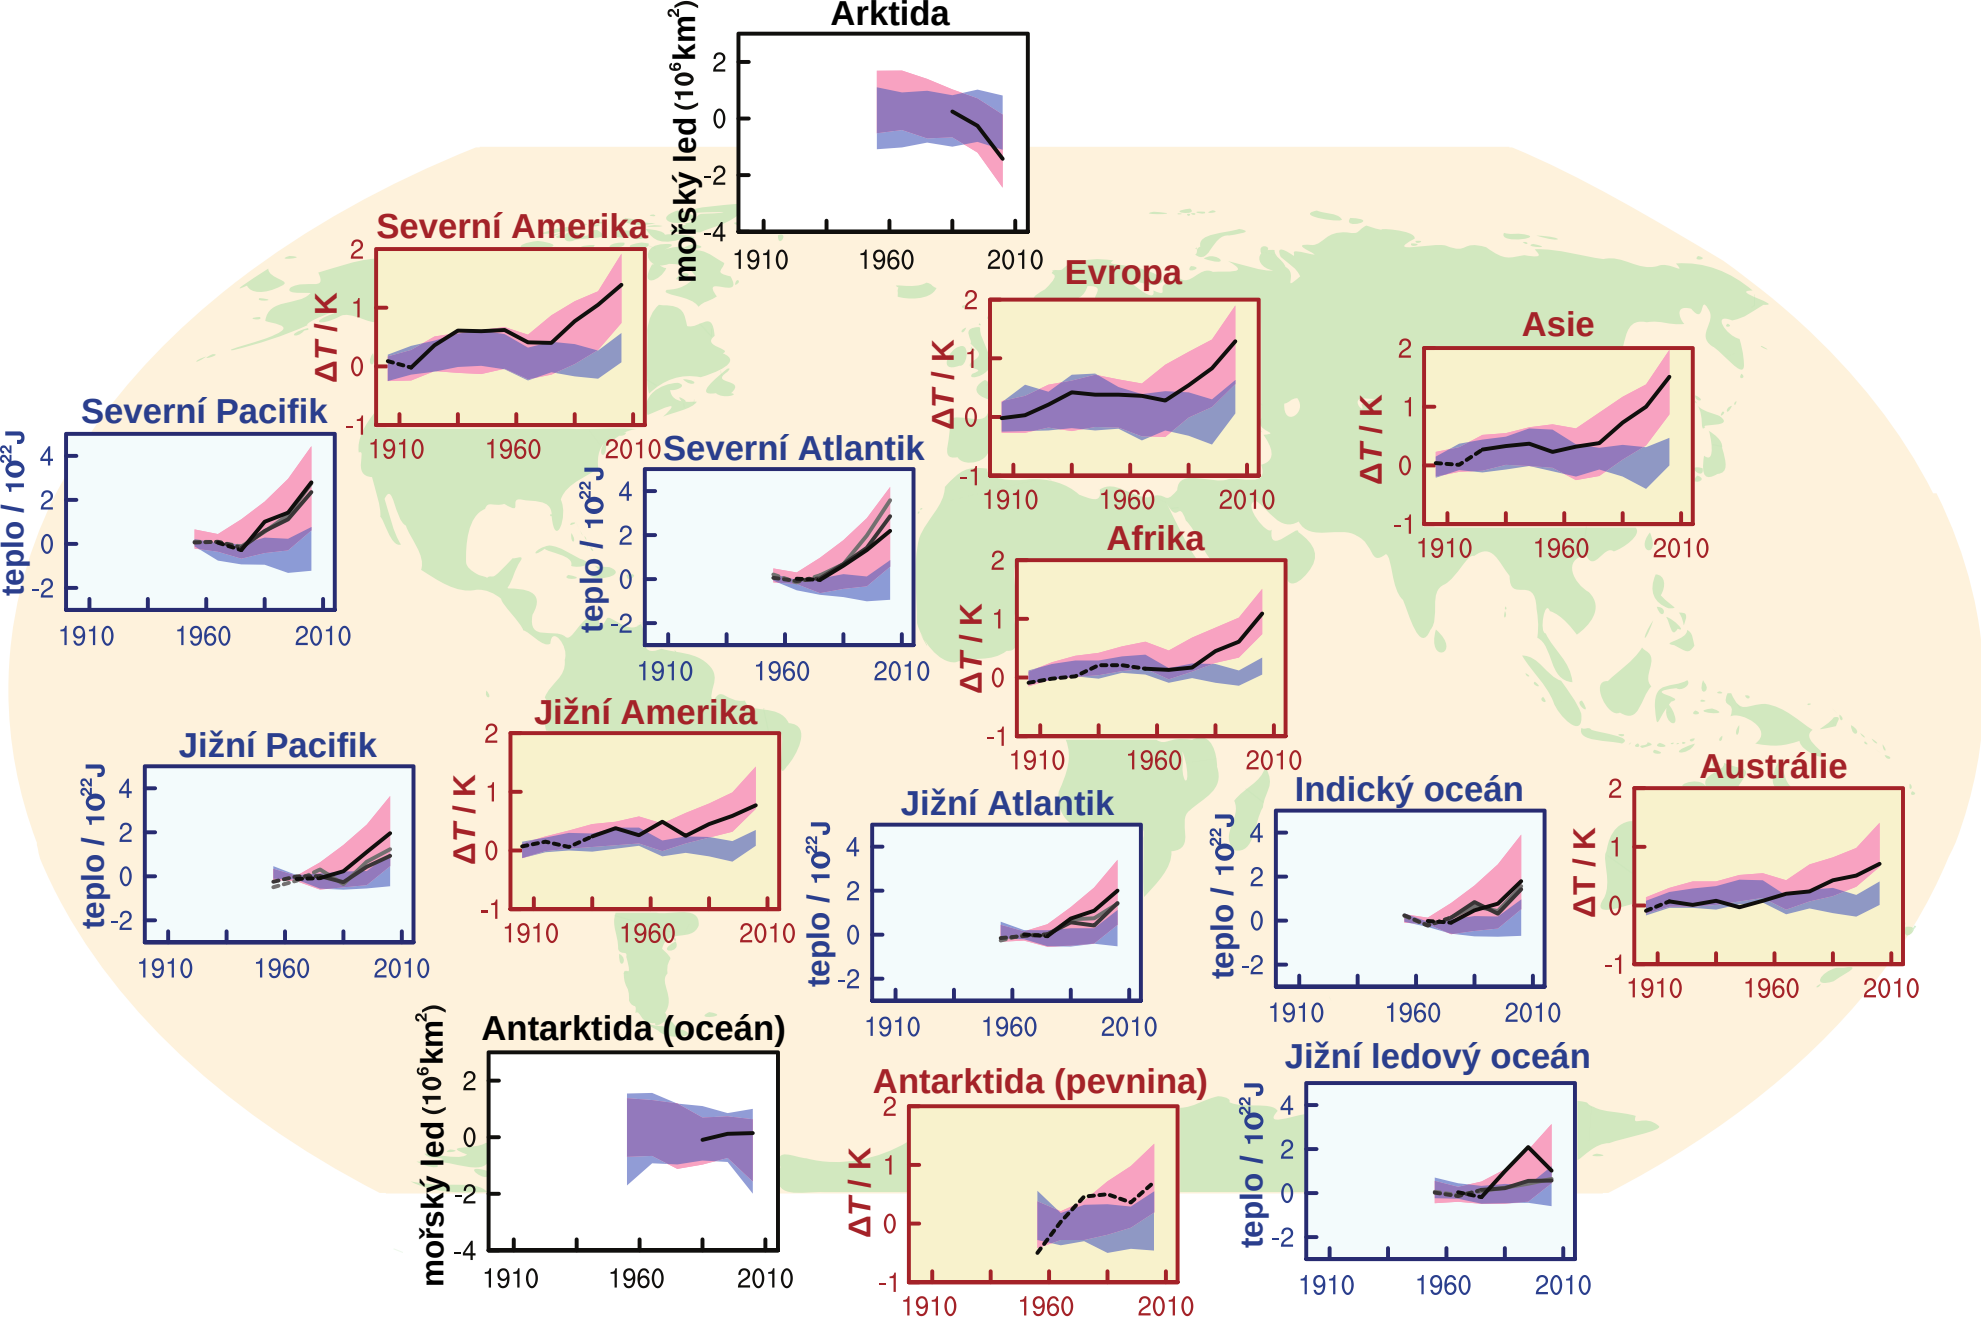 Arktida
mořský led (10⁶km²)
2
0
-2
-4
1910 1960 2010
Severní Amerika
ΔT / K
2
1
0
-1
1910 1960 2010
Evropa
ΔT / K
2
1
0
-1
1910 1960 2010
Asie
ΔT / K
2
1
0
-1
1910 1960 2010
Severní Pacifik
teplo / 10²²J
4
2
0
-2
1910 1960 2010
Severní Atlantik
teplo / 10²²J
4
2
0
-2
1910 1960 2010
Afrika
ΔT / K
2
1
0
-1
1910 1960 2010
Jižní Pacifik
teplo / 10²²J
4
2
0
-2
1910 1960 2010
Jižní Amerika
ΔT / K
2
1
0
-1
1910 1960 2010
Jižní Atlantik
teplo / 10²²J
4
2
0
-2
1910 1960 2010
Indický oceán
teplo / 10²²J
4
2
0
-2
1910 1960 2010
Austrálie
ΔT / K
2
1
0
-1
1910 1960 2010
Antarktida (oceán)
mořský led (10⁶km²)
2
0
-2
-4
1910 1960 2010
Antarktida (pevnina)
ΔT / K
2
1
0
-1
1910 1960 2010
Jižní ledový oceán
teplo / 10²²J
4
2
0
-2
1910 1960 2010